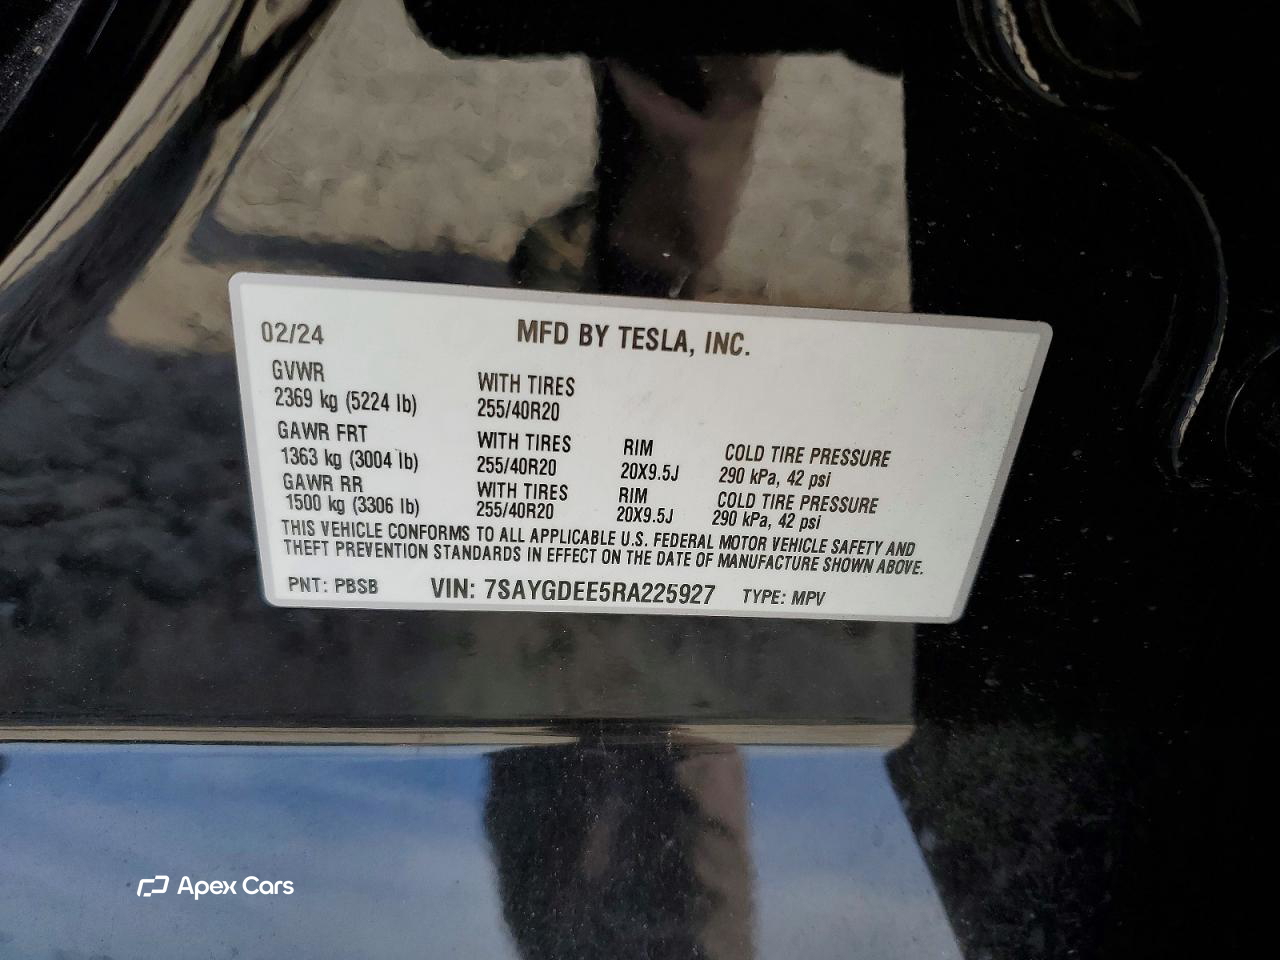 02/24 MFD BY TESLA, INC.
GVWR
2369 kg (5224 lb)
WITH TIRES
255/40R20
GAWR FRT
1363 kg (3004 lb)
WITH TIRES
255/40R20
RIM
20X9.5J
COLD TIRE PRESSURE
290 kPa, 42 psi
GAWR RR
1500 kg (3306 lb)
WITH TIRES
255/40R20
RIM
20X9.5J
COLD TIRE PRESSURE
290 kPa, 42 psi
THIS VEHICLE CONFORMS TO ALL APPLICABLE U.S. FEDERAL MOTOR VEHICLE SAFETY AND
THEFT PREVENTION STANDARDS IN EFFECT ON THE DATE OF MANUFACTURE SHOWN ABOVE.
PNT: PBSB VIN: 7SAYGDEE5RA225927 TYPE: MPV
Apex Cars